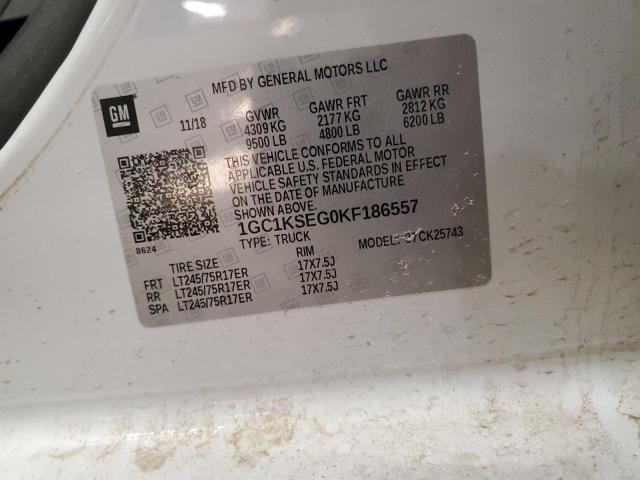 MFD BY GENERAL MOTORS LLC
GM
11/18
GVWR GAWR FRT GAWR RR
4309 KG 2177 KG 2812 KG
9500 LB 4800 LB 6200 LB
THIS VEHICLE CONFORMS TO ALL
APPLICABLE U.S. FEDERAL MOTOR
VEHICLE SAFETY STANDARDS IN EFFECT
ON THE DATE OF MANUFACTURE
SHOWN ABOVE.
8624
1GC1KSEG0KF186557
TYPE: TRUCK MODEL:
TIRE SIZE RIM
FRT LT245/75R17ER 17X7.5J
RR LT245/75R17ER 17X7.5J
SPA LT245/75R17ER 17X7.5J